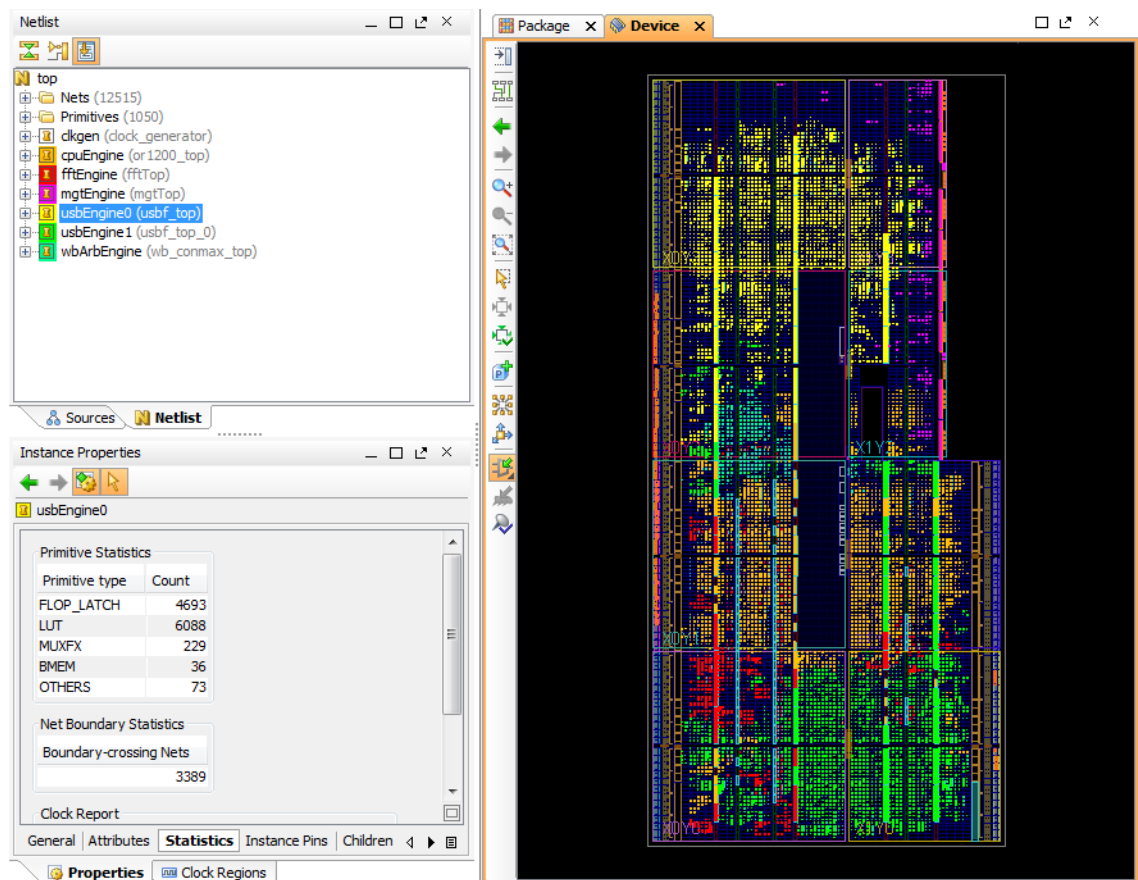 Netlist
top
Nets (12515)
Primitives (1050)
clkgen (clock_generator)
cpuEngine (or1200_top)
fftEngine (fftTop)
mgtEngine (mgtTop)
usbEngine0 (usbf_top)
usbEngine1 (usbf_top_0)
wbArbEngine (wb_conmax_top)
Sources Netlist
Instance Properties
usbEngine0
Primitive Statistics
Primitive type Count
FLOP_LATCH 4693
LUT 6088
MUXFX 229
BMEM 36
OTHERS 73
Net Boundary Statistics
Boundary-crossing Nets
3389
Clock Report
General Attributes Statistics Instance Pins Children
Properties Clock Regions
Package Device
X0Y1
X0Y0 X1Y0